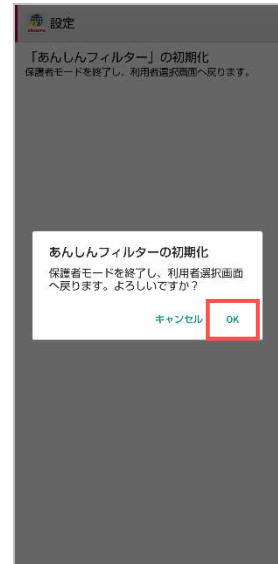 設定
「あんしんフィルター」の初期化
保護者モードを終了し、利用者選択画面へ戻ります。
あんしんフィルターの初期化
保護者モードを終了し、利用者選択画面
へ戻ります。よろしいですか？
キャンセル
OK